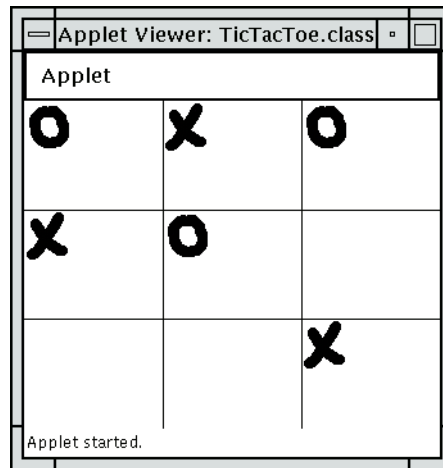 Applet Viewer: TicTacToe.class
Applet
O X O
X O
X
Applet started.